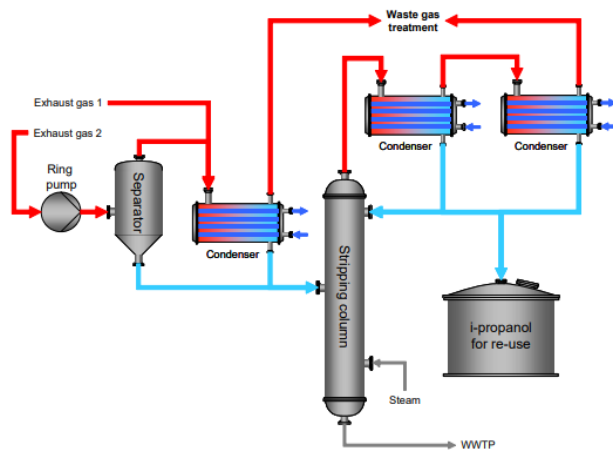 Waste gas
treatment
Exhaust gas 1
Exhaust gas 2
Ring
pump
Separator
Condenser
Condenser
Condenser
Stripping column
i-propanol
for re-use
Steam
WWTP